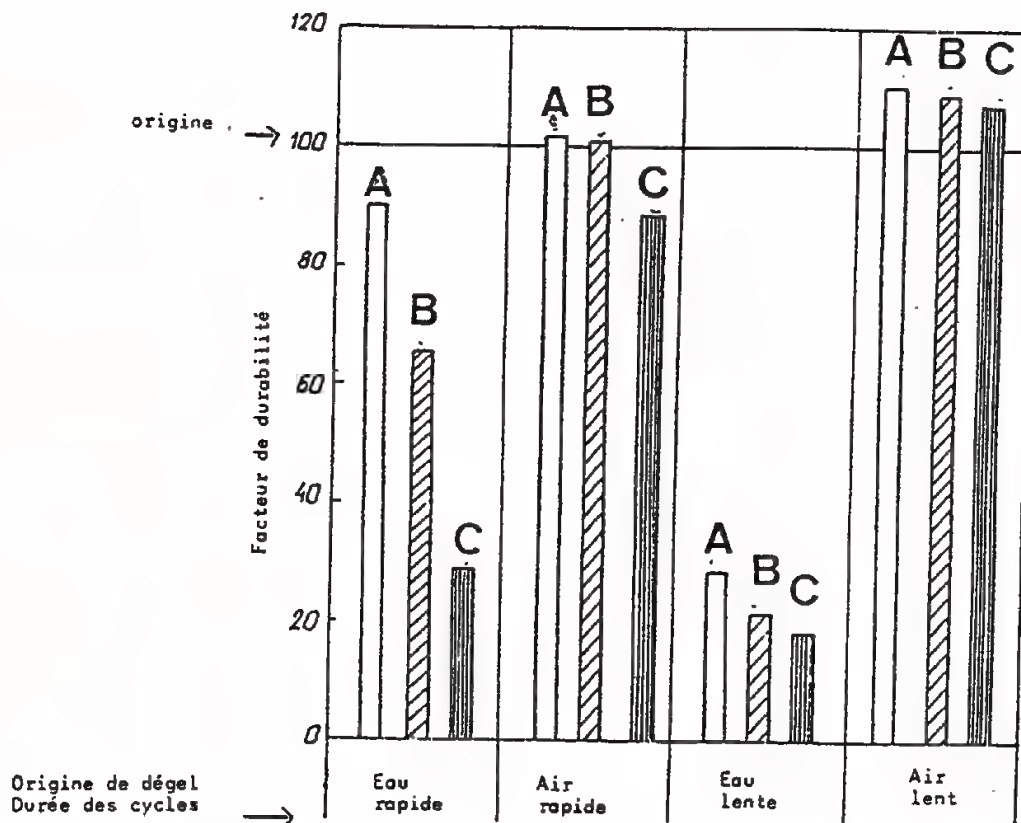 120
origine
100
80
60
40
20
0
Facteur de durabilité
A
B
C
A
B
C
A
B
C
A
B
C
Origine de dégel
Durée des cycles
Eau
rapide
Air
rapide
Eau
lente
Air
lent